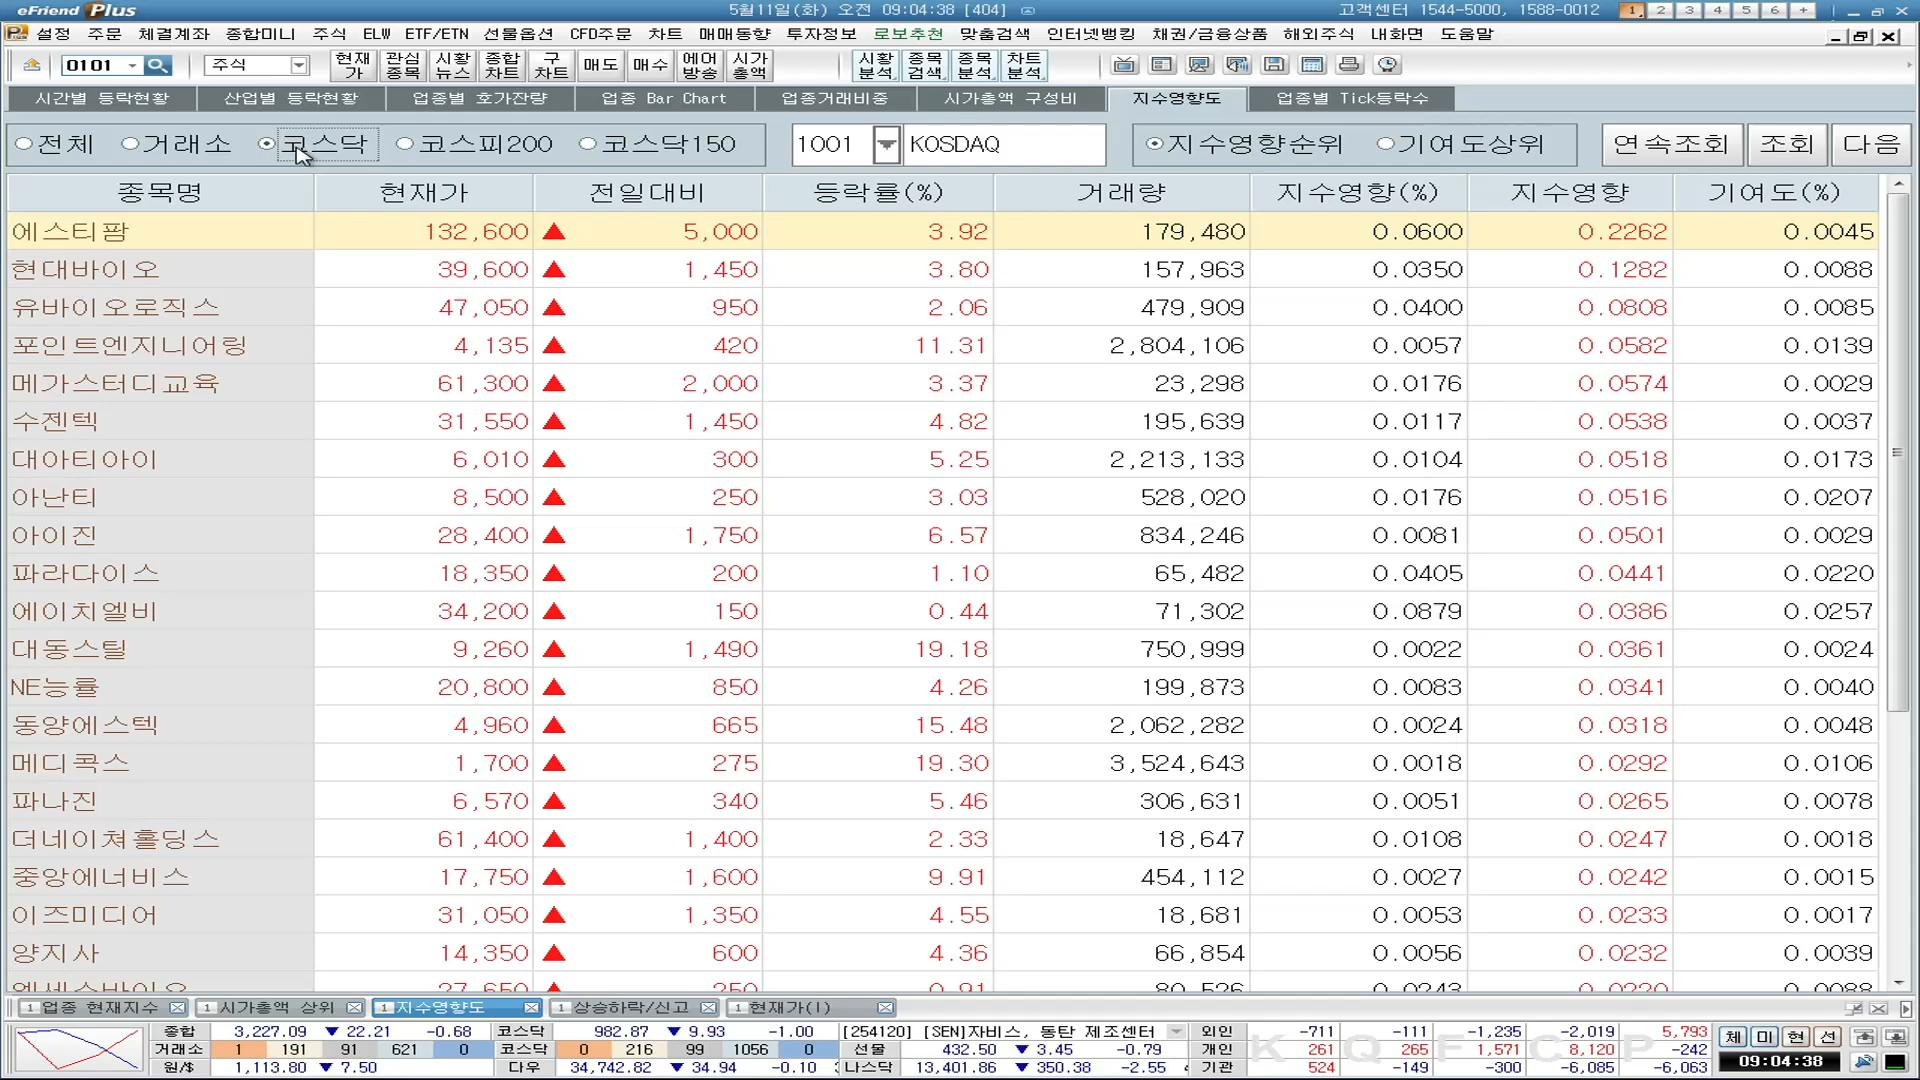 eFriend Plus 5월11일(화) 오전 09:04:38 [404] 고객센터 1544-5000, 1588-0012 1 2 3 4 5 6 +
설정 주문 체결계좌 종합미니 주식 ELW ETF/ETN 선물옵션 CFD주문 차트 매매동향 투자정보 로보추천 맞춤검색 인터넷뱅킹 채권/금융상품 해외주식 내화면 도움말
0101 주식 현재가 관심종목 시황뉴스 종합차트 구차트 매도 매수 에어방송 시가총액 시황분석 종목검색 종목분석 차트분석
시간별 등락현황 산업별 등락현황 업종별 호가잔량 업종 Bar Chart 업종거래비중 시가총액 구성비 지수영향도 업종별 Tick등락수
전체 거래소 코스닥 코스피200 코스닥150 1001 KOSDAQ 지수영향순위 기여도상위 연속조회 조회 다음
종목명 현재가 전일대비 등락률(%) 거래량 지수영향(%) 지수영향 기여도(%)
에스티팜 132,600 ▲ 5,000 3.92 179,480 0.0600 0.2262 0.0045
현대바이오 39,600 ▲ 1,450 3.80 157,963 0.0350 0.1282 0.0088
유바이오로직스 47,050 ▲ 950 2.06 479,909 0.0400 0.0808 0.0085
포인트엔지니어링 4,135 ▲ 420 11.31 2,804,106 0.0057 0.0582 0.0139
메가스터디교육 61,300 ▲ 2,000 3.37 23,298 0.0176 0.0574 0.0029
수젠텍 31,550 ▲ 1,450 4.82 195,639 0.0117 0.0538 0.0037
대아티아이 6,010 ▲ 300 5.25 2,213,133 0.0104 0.0518 0.0173
아난티 8,500 ▲ 250 3.03 528,020 0.0176 0.0516 0.0207
아이진 28,400 ▲ 1,750 6.57 834,246 0.0081 0.0501 0.0029
파라다이스 18,350 ▲ 200 1.10 65,482 0.0405 0.0441 0.0220
에이치엘비 34,200 ▲ 150 0.44 71,302 0.0879 0.0386 0.0257
대동스틸 9,260 ▲ 1,490 19.18 750,999 0.0022 0.0361 0.0024
NE능률 20,800 ▲ 850 4.26 199,873 0.0083 0.0341 0.0040
동양에스텍 4,960 ▲ 665 15.48 2,062,282 0.0024 0.0318 0.0048
메디콕스 1,700 ▲ 275 19.30 3,524,643 0.0018 0.0292 0.0106
파나진 6,570 ▲ 340 5.46 306,631 0.0051 0.0265 0.0078
더네이쳐홀딩스 61,400 ▲ 1,400 2.33 18,647 0.0108 0.0247 0.0018
중앙에너비스 17,750 ▲ 1,600 9.91 454,112 0.0027 0.0242 0.0015
이즈미디어 31,050 ▲ 1,350 4.55 18,681 0.0053 0.0233 0.0017
양지사 14,350 ▲ 600 4.36 66,854 0.0056 0.0232 0.0039
엑세스바이오 27,650 ▲ 250 0.91 80,526 0.0243 0.0220 0.0088
1 업종 현재지수 1 시가총액 상위 1 지수영향도 1 상승하락/신고 1 현재가(I)
종합 3,227.09 ▼ 22.21 -0.68 코스닥 982.87 ▼ 9.93 -1.00 [254120] [SEN]자비스, 동탄 제조센터 외인 -711 -111 -1,235 -2,019 5,793 체 미 현 선
거래소 1 191 91 621 0 코스닥 0 216 99 1056 0 선물 432.50 ▼ 3.45 -0.79 개인 261 265 1,571 8,120 -242
원/$ 1,113.80 ▼ 7.50 다우 34,742.82 ▼ 34.94 -0.10 나스닥 13,401.86 ▼ 350.38 -2.55 기관 524 -149 -300 -6,085 -6,063 09:04:38
K Q F C P